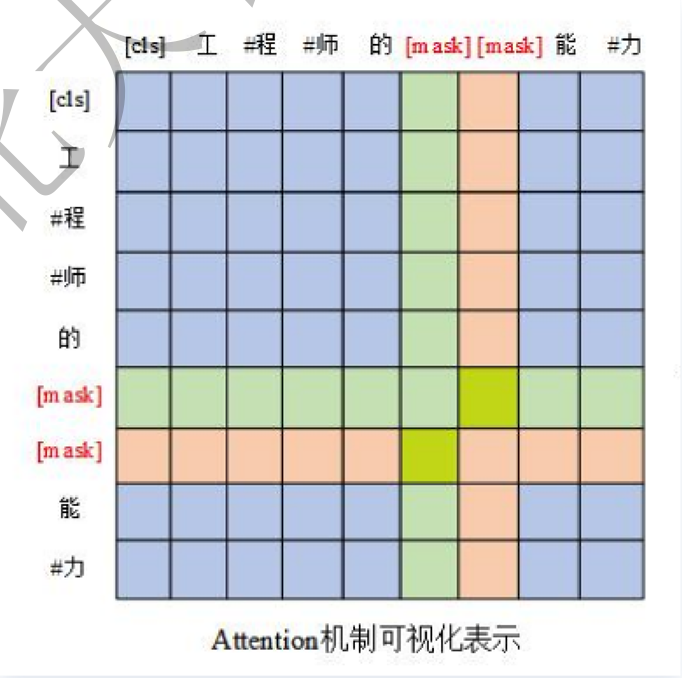 [cls] 工 #程 #师 的 [mask] [mask] 能 #力
[cls]
工
#程
#师
的
[mask]
[mask]
能
#力
Attention机制可视化表示